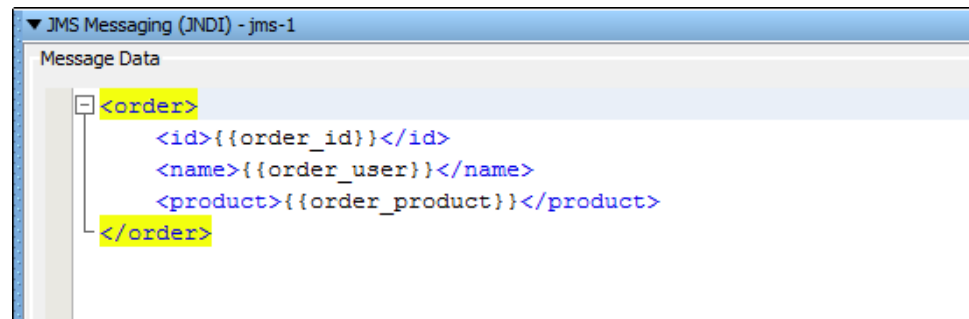 JMS Messaging (JNDI) - jms-1
Message Data
<order>
<id>{{order_id}}</id>
<name>{{order_user}}</name>
<product>{{order_product}}</product>
</order>